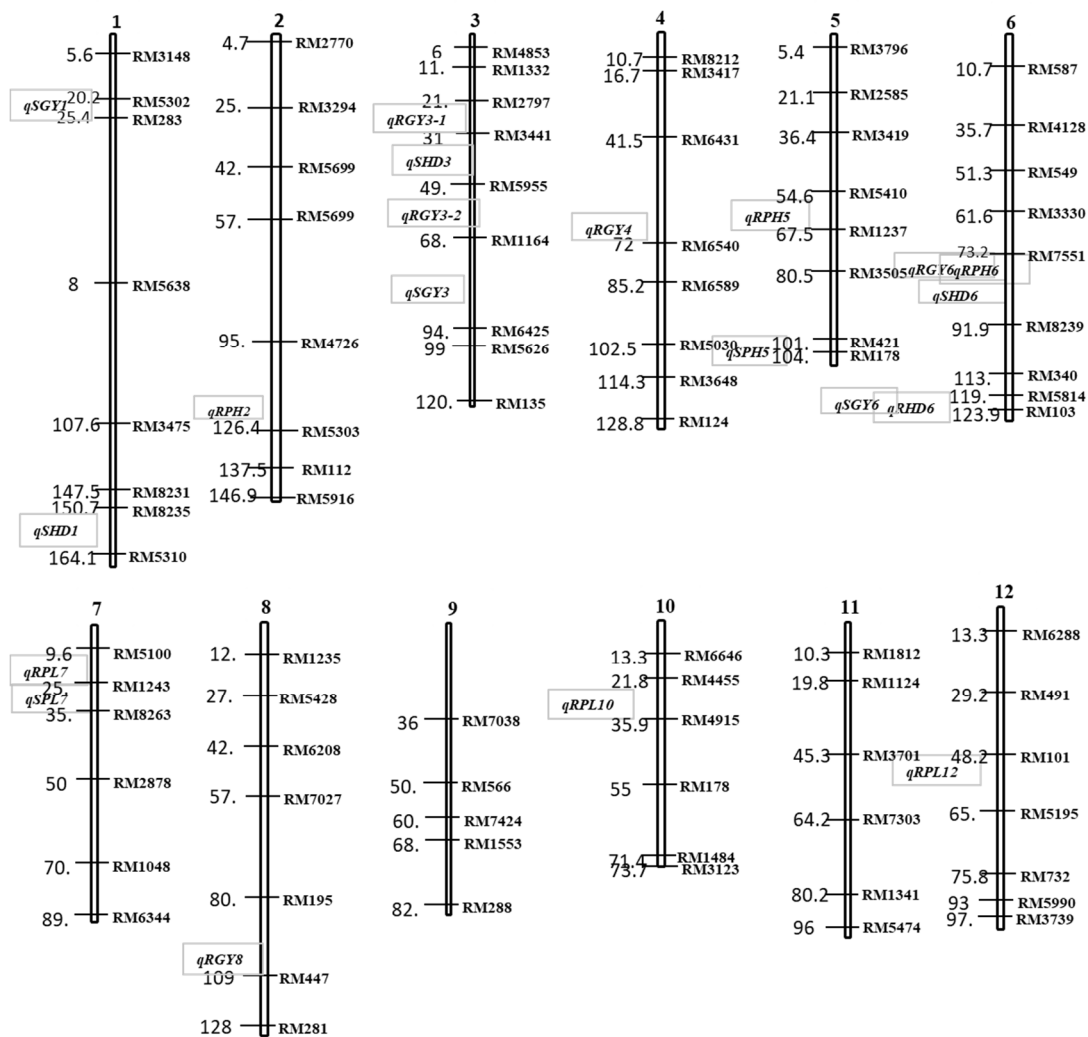 1
5.6 RM3148
20.2 RM5302
qSGY1
25.4 RM283
8 RM5638
107.6 RM3475
147.5 RM8231
150.7 RM8235
qSHD1
164.1 RM5310
2
4.7 RM2770
25. RM3294
42. RM5699
57. RM5699
95. RM4726
qRPH2
126.4 RM5303
137.5 RM112
146.9 RM5916
3
6 RM4853
11. RM1332
21. RM2797
qRGY3-1
31 RM3441
qSHD3
49. RM5955
qRGY3-2
68. RM1164
qSGY3
94. RM6425
99 RM5626
120. RM135
4
10.7 RM8212
16.7 RM3417
41.5 RM6431
qRGY4
72 RM6540
85.2 RM6589
102.5 RM5030
114.3 RM3648
128.8 RM124
5
5.4 RM3796
21.1 RM2585
36.4 RM3419
54.6 RM5410
qRPH5
67.5 RM1237
80.5 RM3505
101. RM421
qSPH5
104. RM178
6
10.7 RM587
35.7 RM4128
51.3 RM549
61.6 RM3330
73.2 RM7551
qRGY6 qRPH6
qSHD6
91.9 RM8239
113. RM340
119. RM5814
qSGY6 qRHD6
123.9 RM103
7
9.6 RM5100
qRPL7
25. RM1243
qSPL7
35. RM8263
50 RM2878
70. RM1048
89. RM6344
8
12. RM1235
27. RM5428
42. RM6208
57. RM7027
80. RM195
qRGY8
109 RM447
128 RM281
9
36 RM7038
50. RM566
60. RM7424
68. RM1553
82. RM288
10
13.3 RM6646
21.8 RM4455
qRPL10
35.9 RM4915
55 RM178
71.4 RM1484
73.7 RM3123
11
10.3 RM1812
19.8 RM1124
45.3 RM3701
64.2 RM7303
80.2 RM1341
96 RM5474
12
13.3 RM6288
29.2 RM491
48.2 RM101
qRPL12
65. RM5195
75.8 RM732
93 RM5990
97. RM3739